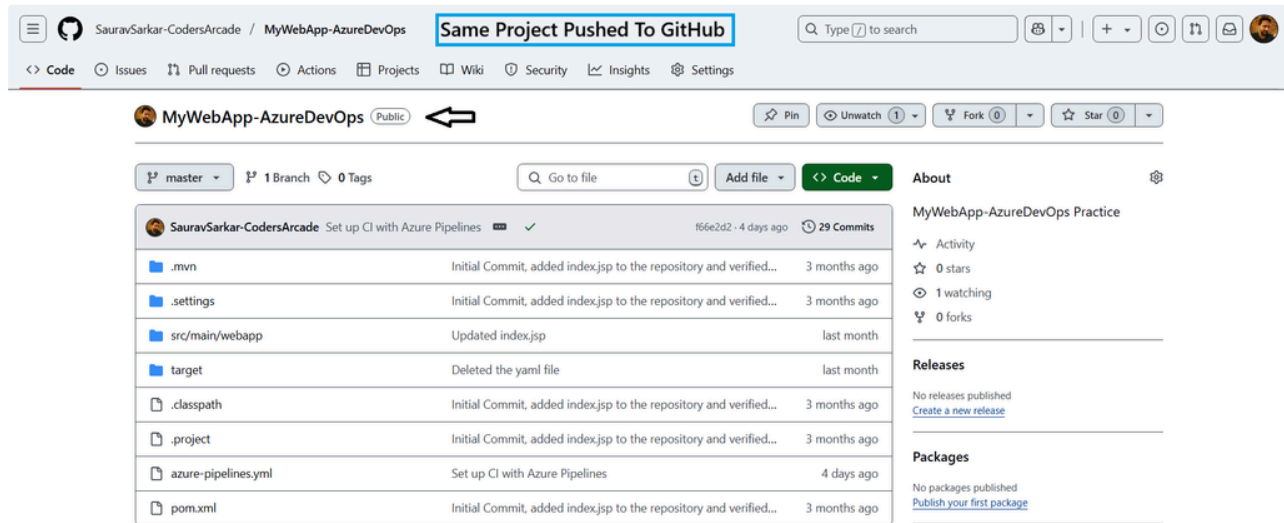 SauravSarkar-CodersArcade / MyWebApp-AzureDevOps
Same Project Pushed To GitHub
Type / to search
Code
Issues
Pull requests
Actions
Projects
Wiki
Security
Insights
Settings
MyWebApp-AzureDevOps Public
Pin
Unwatch 1
Fork 0
Star 0
master
1 Branch
0 Tags
Go to file t
Add file
Code
SauravSarkar-CodersArcade Set up CI with Azure Pipelines
f66e2d2 · 4 days ago
29 Commits
.mvn Initial Commit, added index.jsp to the repository and verified... 3 months ago
.settings Initial Commit, added index.jsp to the repository and verified... 3 months ago
src/main/webapp Updated index.jsp last month
target Deleted the yaml file last month
.classpath Initial Commit, added index.jsp to the repository and verified... 3 months ago
.project Initial Commit, added index.jsp to the repository and verified... 3 months ago
azure-pipelines.yml Set up CI with Azure Pipelines 4 days ago
pom.xml Initial Commit, added index.jsp to the repository and verified... 3 months ago
About
MyWebApp-AzureDevOps Practice
Activity
0 stars
1 watching
0 forks
Releases
No releases published
Create a new release
Packages
No packages published
Publish your first package